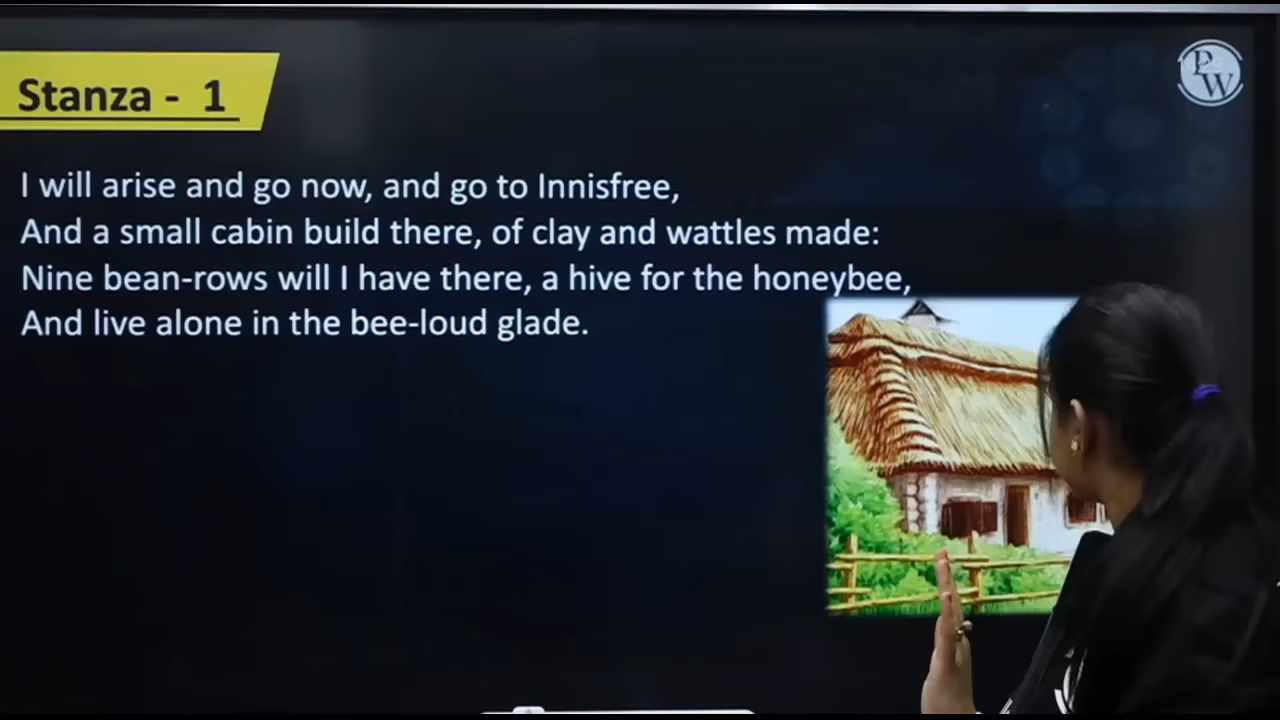 Stanza - 1
PW
I will arise and go now, and go to Innisfree,
And a small cabin build there, of clay and wattles made:
Nine bean-rows will I have there, a hive for the honeybee,
And live alone in the bee-loud glade.